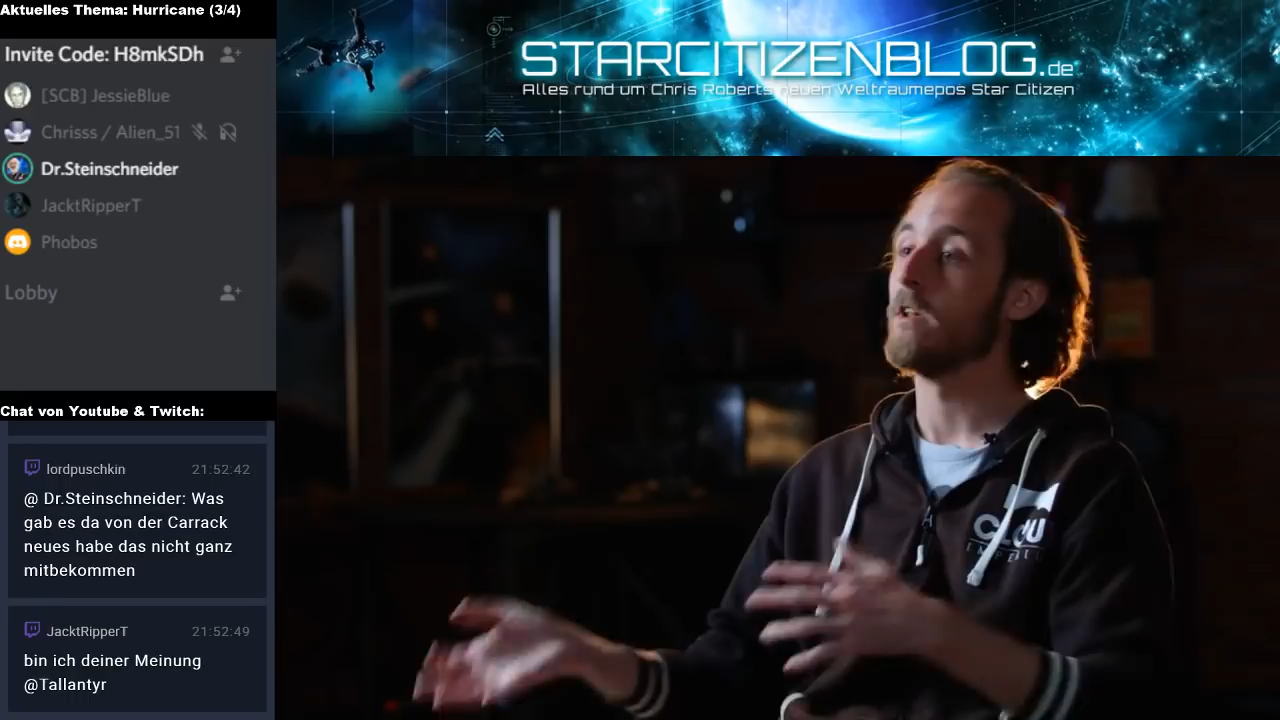 Aktuelles Thema: Hurricane (3/4)
Invite Code: H8mkSDh
[SCB] JessieBlue
Chrisss / Alien_51
Dr.Steinschneider
JacktRipperT
Phobos
Lobby
Chat von Youtube & Twitch:
lordpuschkin 21:52:42
@ Dr.Steinschneider: Was
gab es da von der Carrack
neues habe das nicht ganz
mitbekommen
JacktRipperT 21:52:49
bin ich deiner Meinung
@Tallantyr
STARCITIZENBLOG.de
Alles rund um Chris Roberts neuen Weltraumepos Star Citizen